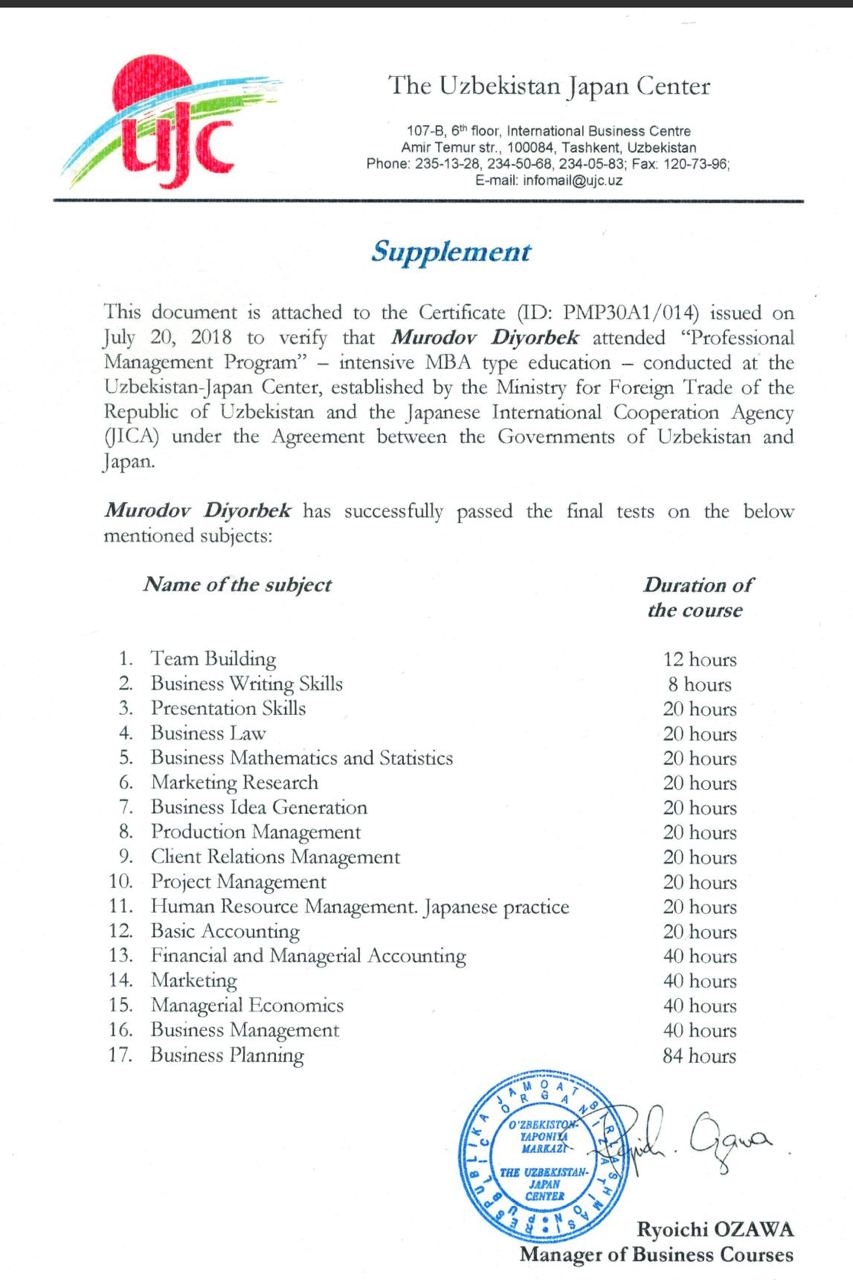 ujc
The Uzbekistan Japan Center
107-B, 6th floor, International Business Centre
Amir Temur str., 100084, Tashkent, Uzbekistan
Phone: 235-13-28, 234-50-68, 234-05-83; Fax: 120-73-96;
E-mail: infomail@ujc.uz
Supplement
This document is attached to the Certificate (ID: PMP30A1/014) issued on
July 20, 2018 to verify that Murodov Diyorbek attended “Professional
Management Program” – intensive MBA type education – conducted at the
Uzbekistan-Japan Center, established by the Ministry for Foreign Trade of the
Republic of Uzbekistan and the Japanese International Cooperation Agency
(JICA) under the Agreement between the Governments of Uzbekistan and
Japan.
Murodov Diyorbek has successfully passed the final tests on the below
mentioned subjects:
Name of the subject Duration of
the course
1. Team Building 12 hours
2. Business Writing Skills 8 hours
3. Presentation Skills 20 hours
4. Business Law 20 hours
5. Business Mathematics and Statistics 20 hours
6. Marketing Research 20 hours
7. Business Idea Generation 20 hours
8. Production Management 20 hours
9. Client Relations Management 20 hours
10. Project Management 20 hours
11. Human Resource Management. Japanese practice 20 hours
12. Basic Accounting 20 hours
13. Financial and Managerial Accounting 40 hours
14. Marketing 40 hours
15. Managerial Economics 40 hours
16. Business Management 40 hours
17. Business Planning 84 hours
O'ZBEKISTON-
YAPONIYA
MARKAZI
THE UZBEKISTAN-
JAPAN
CENTER
Ogawa
Ryoichi OZAWA
Manager of Business Courses